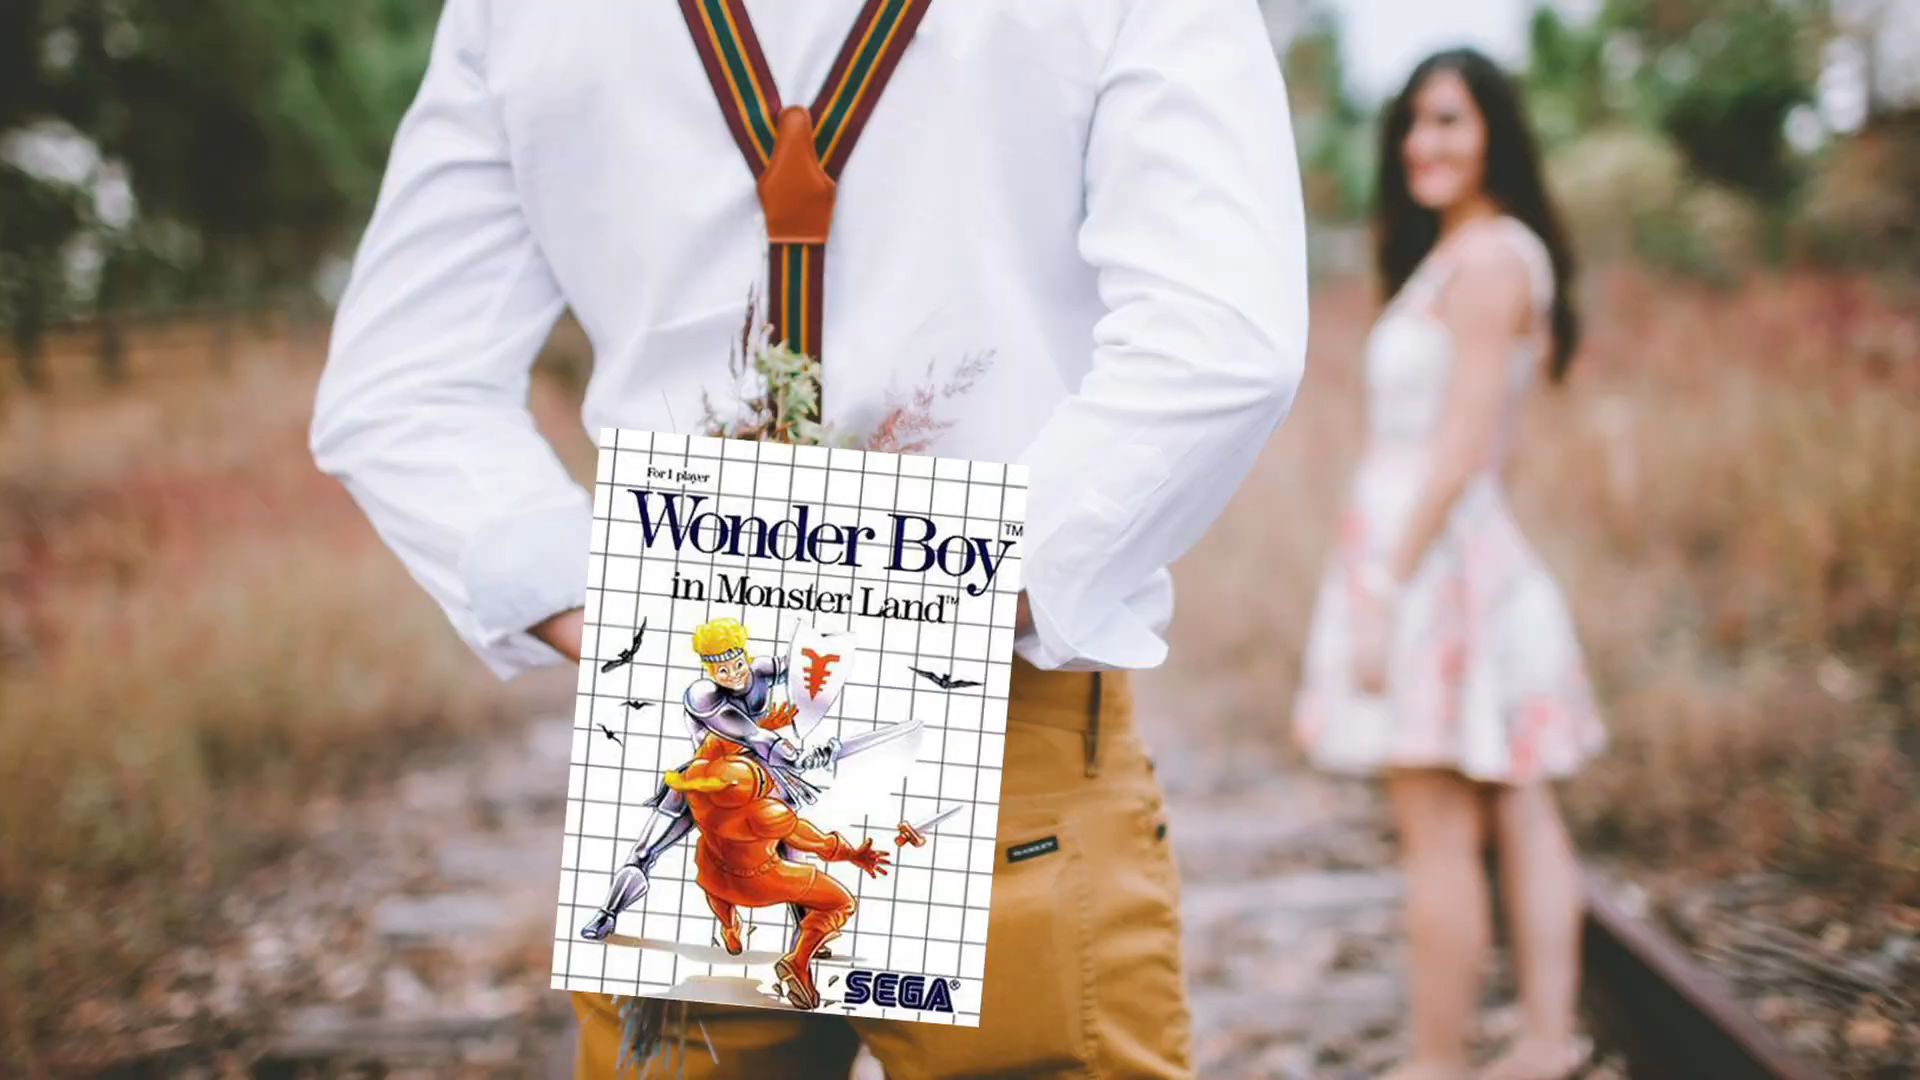 For 1 player
Wonder Boy™
in Monster Land™
SEGA®